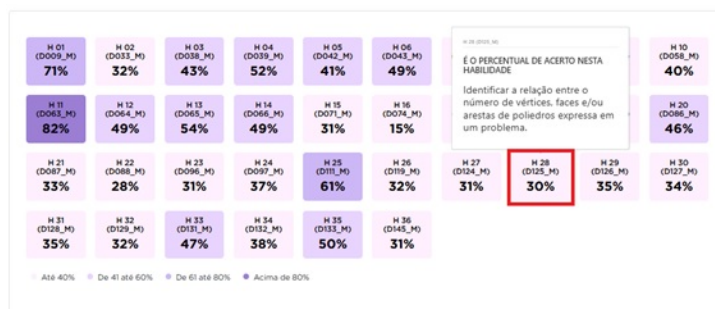 H 01
(D009_M)
71%
H 02
(D033_M)
32%
H 03
(D038_M)
43%
H 04
(D039_M)
52%
H 05
(D042_M)
41%
H 06
(D043_M)
49%
H 28 (D125_M)
É O PERCENTUAL DE ACERTO NESTA
HABILIDADE
Identificar a relação entre o
número de vértices, faces e/ou
arestas de poliedros expressa em
um problema.
H 10
(D058_M)
40%
H 11
(D063_M)
82%
H 12
(D064_M)
49%
H 13
(D065_M)
54%
H 14
(D066_M)
49%
H 15
(D071_M)
31%
H 16
(D074_M)
15%
H 20
(D086_M)
46%
H 21
(D087_M)
33%
H 22
(D088_M)
28%
H 23
(D096_M)
31%
H 24
(D097_M)
37%
H 25
(D111_M)
61%
H 26
(D119_M)
32%
H 27
(D124_M)
31%
H 28
(D125_M)
30%
H 29
(D126_M)
35%
H 30
(D127_M)
34%
H 31
(D128_M)
35%
H 32
(D129_M)
32%
H 33
(D131_M)
47%
H 34
(D132_M)
38%
H 35
(D133_M)
50%
H 36
(D145_M)
31%
Até 40% De 41 até 60% De 61 até 80% Acima de 80%